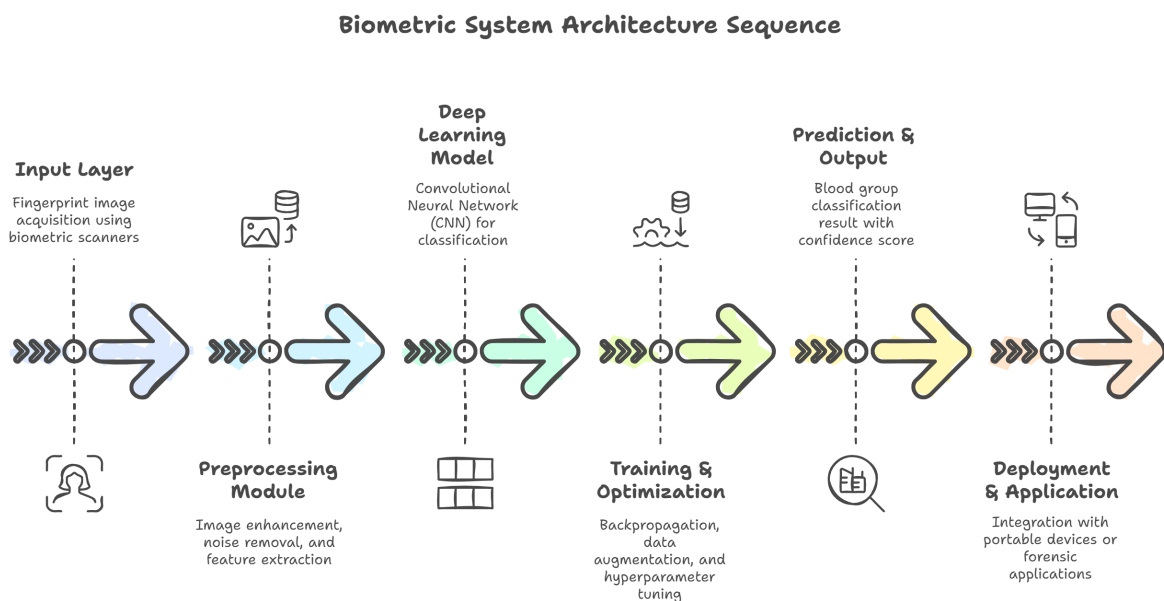 Biometric System Architecture Sequence
Input Layer
Fingerprint image
acquisition using
biometric scanners
Preprocessing
Module
Image enhancement,
noise removal, and
feature extraction
Deep
Learning
Model
Convolutional
Neural Network
(CNN) for
classification
Training &
Optimization
Backpropagation,
data
augmentation, and
hyperparameter
tuning
Prediction &
Output
Blood group
classification
result with
confidence score
Deployment
& Application
Integration with
portable devices or
forensic
applications